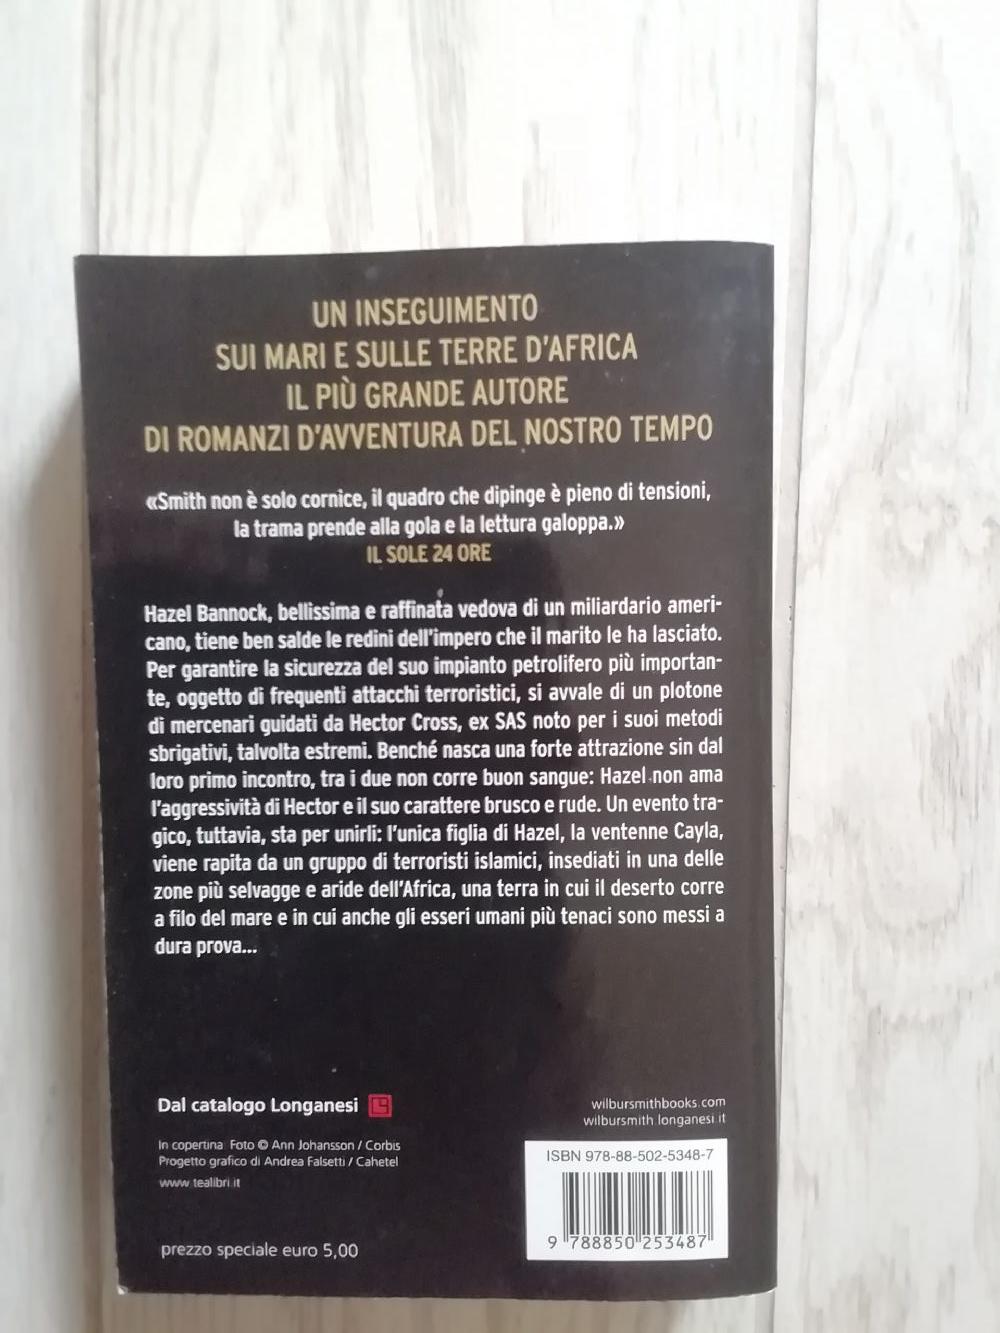 UN INSEGUIMENTO
SUI MARI E SULLE TERRE D'AFRICA
IL PIÙ GRANDE AUTORE
DI ROMANZI D'AVVENTURA DEL NOSTRO TEMPO
«Smith non è solo cornice, il quadro che dipinge è pieno di tensioni,
la trama prende alla gola e la lettura galoppa.»
IL SOLE 24 ORE
Hazel Bannock, bellissima e raffinata vedova di un miliardario ameri-
cano, tiene ben salde le redini dell'impero che il marito le ha lasciato.
Per garantire la sicurezza del suo impianto petrolifero più importan-
te, oggetto di frequenti attacchi terroristici, si avvale di un plotone
di mercenari guidati da Hector Cross, ex SAS noto per i suoi metodi
sbrigativi, talvolta estremi. Benché nasca una forte attrazione sin dal
loro primo incontro, tra i due non corre buon sangue: Hazel non ama
l'aggressività di Hector e il suo carattere brusco e rude. Un evento tra-
gico, tuttavia, sta per unirli: l'unica figlia di Hazel, la ventenne Cayla,
viene rapita da un gruppo di terroristi islamici, insediati in una delle
zone più selvagge e aride dell'Africa, una terra in cui il deserto corre
a filo del mare e in cui anche gli esseri umani più tenaci sono messi a
dura prova...
Dal catalogo Longanesi
In copertina: Foto © Ann Johansson / Corbis
Progetto grafico di Andrea Falsetti / Cahetel
www.tealibri.it
prezzo speciale euro 5,00
wilbursmithbooks.com
wilbursmith.longanesi.it
ISBN 978-88-502-5348-7
9 788850 253487